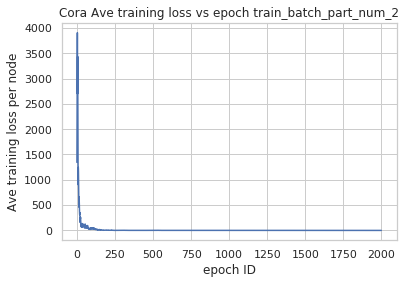 Cora Ave training loss vs epoch train_batch_part_num_2
4000
3500
3000
2500
2000
1500
1000
500
0
Ave training loss per node
0 250 500 750 1000 1250 1500 1750 2000
epoch ID